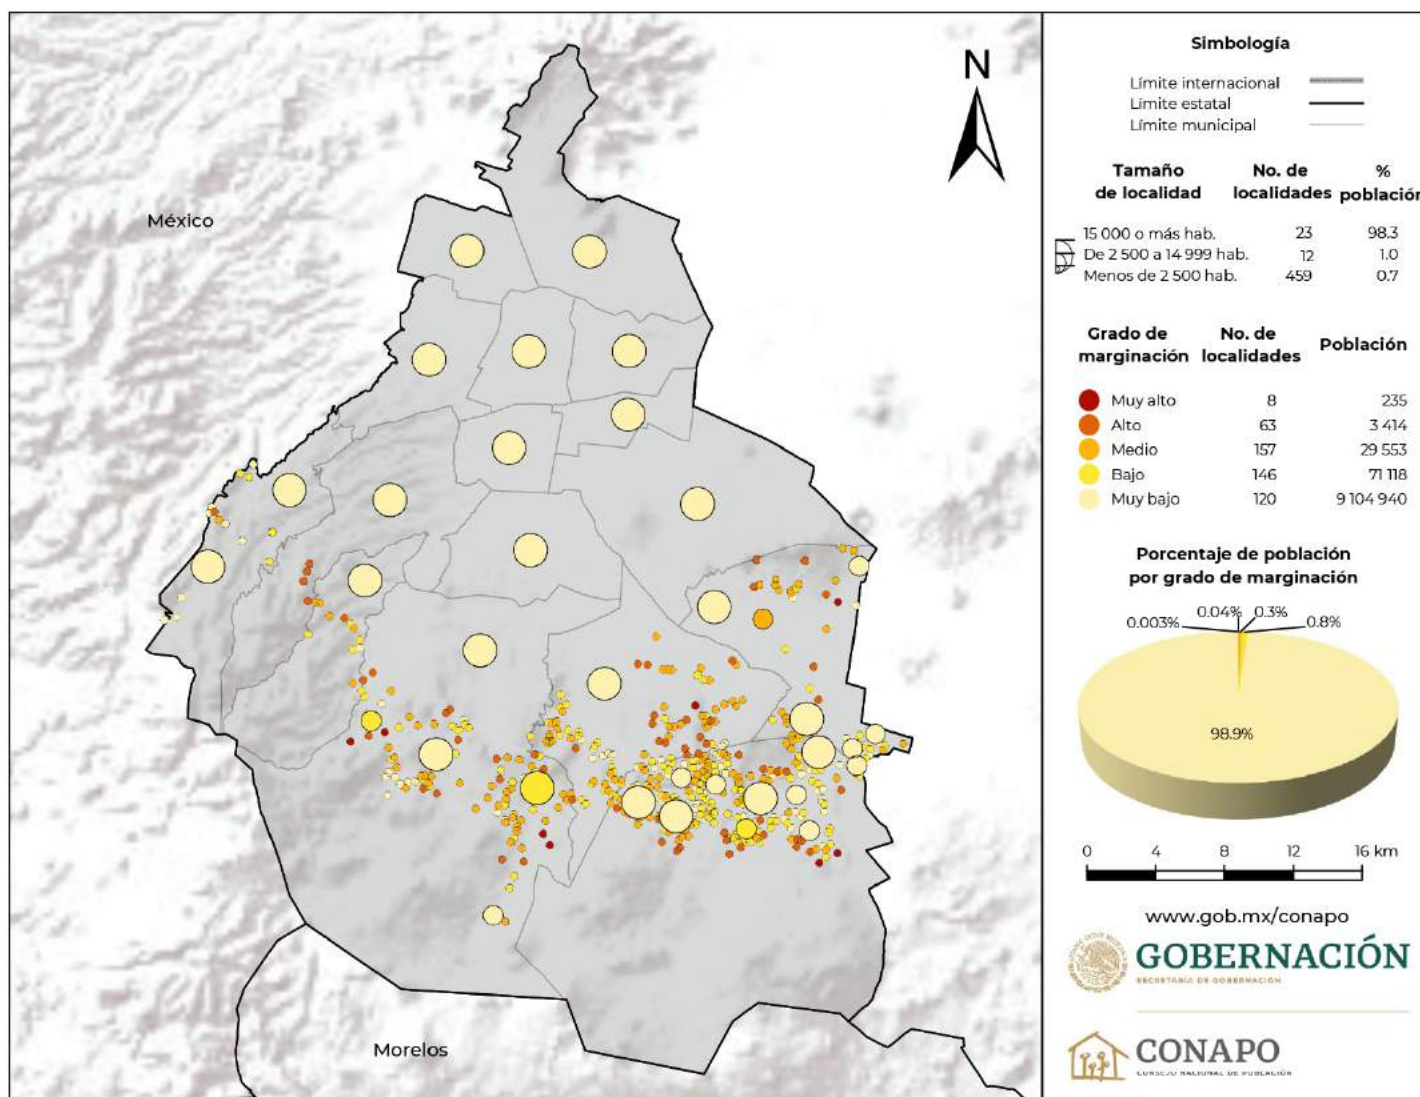 México
N
Morelos
Simbología
Límite internacional
Límite estatal
Límite municipal
Tamaño de localidad No. de localidades % población
15 000 o más hab. 23 98.3
De 2 500 a 14 999 hab. 12 1.0
Menos de 2 500 hab. 459 0.7
Grado de marginación No. de localidades Población
Muy alto 8 235
Alto 63 3 414
Medio 157 29 553
Bajo 146 71 118
Muy bajo 120 9 104 940
Porcentaje de población
por grado de marginación
0.003% 0.04% 0.3% 0.8%
98.9%
0 4 8 12 16 km
www.gob.mx/conapo
GOBERNACIÓN
SECRETARÍA DE GOBERNACIÓN
CONAPO
CONSEJO NACIONAL DE POBLACIÓN